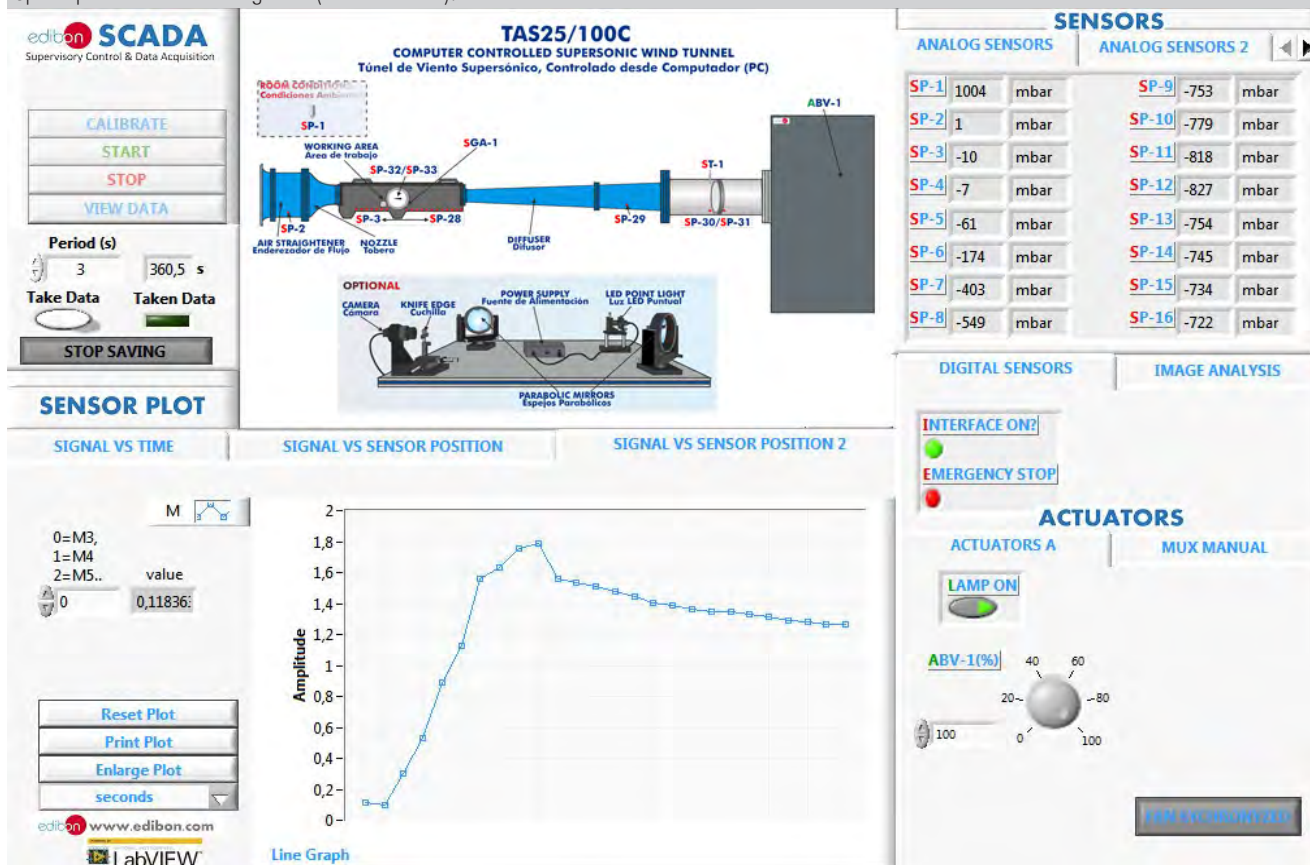 edibon SCADA
Supervisory Control & Data Acquisition
CALIBRATE
START
STOP
VIEW DATA
Period (s)
3
360,5 s
Take Data
Taken Data
STOP SAVING
TAS25/100C
COMPUTER CONTROLLED SUPERSONIC WIND TUNNEL
Túnel de Viento Supersónico, Controlado desde Computador (PC)
ROOM CONDITIONS
SP-1
WORKING AREA
Area de trabajo
SGA-1
SP-32/SP-33
ABV-1
ST-1
SP-3
SP-28
SP-2
SP-29
SP-30/SP-31
AIR STRAIGHTENER
Enderezador de Flujo
NOZZLE
Tobera
DIFFUSER
Difusor
OPTIONAL
CAMERA
Cámara
KNIFE EDGE
Cuchilla
POWER SUPPLY
Fuente de Alimentación
LED POINT LIGHT
Luz LED Puntual
PARABOLIC MIRRORS
Espejos Parabólicos
SENSORS
ANALOG SENSORS
ANALOG SENSORS 2
SP-1 1004 mbar SP-9 -753 mbar
SP-2 1 mbar SP-10 -779 mbar
SP-3 -10 mbar SP-11 -818 mbar
SP-4 -7 mbar SP-12 -827 mbar
SP-5 -61 mbar SP-13 -754 mbar
SP-6 -174 mbar SP-14 -745 mbar
SP-7 -403 mbar SP-15 -734 mbar
SP-8 -549 mbar SP-16 -722 mbar
DIGITAL SENSORS
IMAGE ANALYSIS
INTERFACE ON?
EMERGENCY STOP
ACTUATORS
ACTUATORS A
MUX MANUAL
LAMP ON
ABV-1(%)
40 60
20 80
0 100
100
SENSOR PLOT
SIGNAL VS TIME
SIGNAL VS SENSOR POSITION
SIGNAL VS SENSOR POSITION 2
M
0=M3,
1=M4
2=M5..
value
0
0,11836
Reset Plot
Print Plot
Enlarge Plot
seconds
edibon www.edibon.com
LabVIEW
Amplitude
2
1,8
1,6
1,4
1,2
1
0,8
0,6
0,4
0,2
0
Line Graph